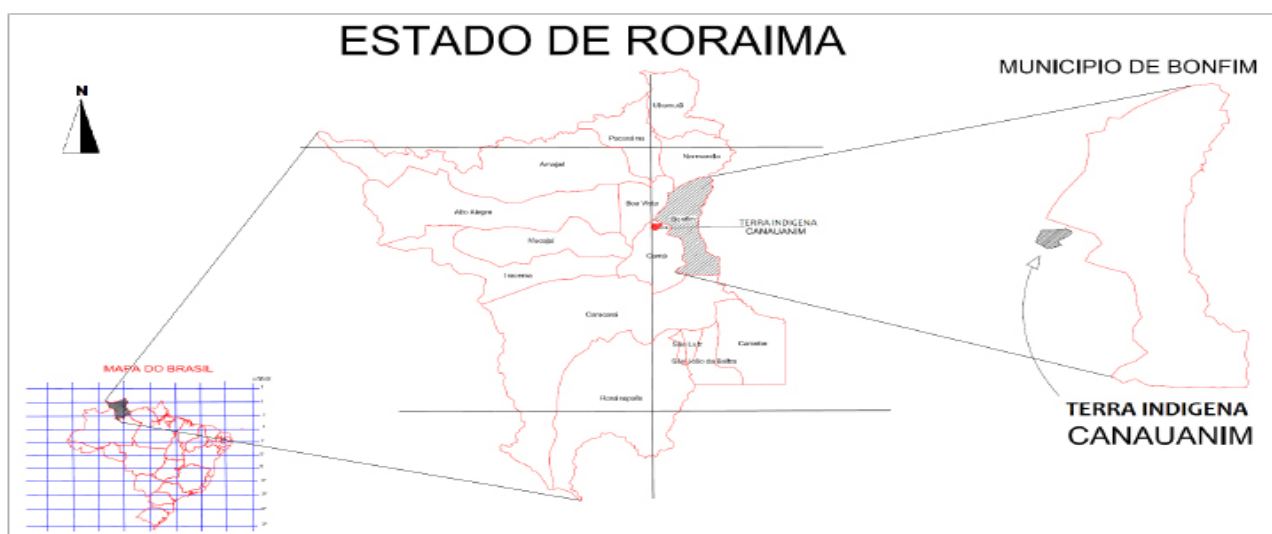 ESTADO DE RORAIMA
MUNICIPIO DE BONFIM
N
Uiramutã
Pacaraima
Normandia
Amajari
Alto Alegre
Boa Vista
Bonfim
TERRA INDIGENA
CANAUANIM
Mucajaí
Cantá
Iracema
Caracaraí
São Luiz
Caroebe
São João da Baliza
Rorainópolis
MAPA DO BRASIL
TERRA INDIGENA
CANAUANIM